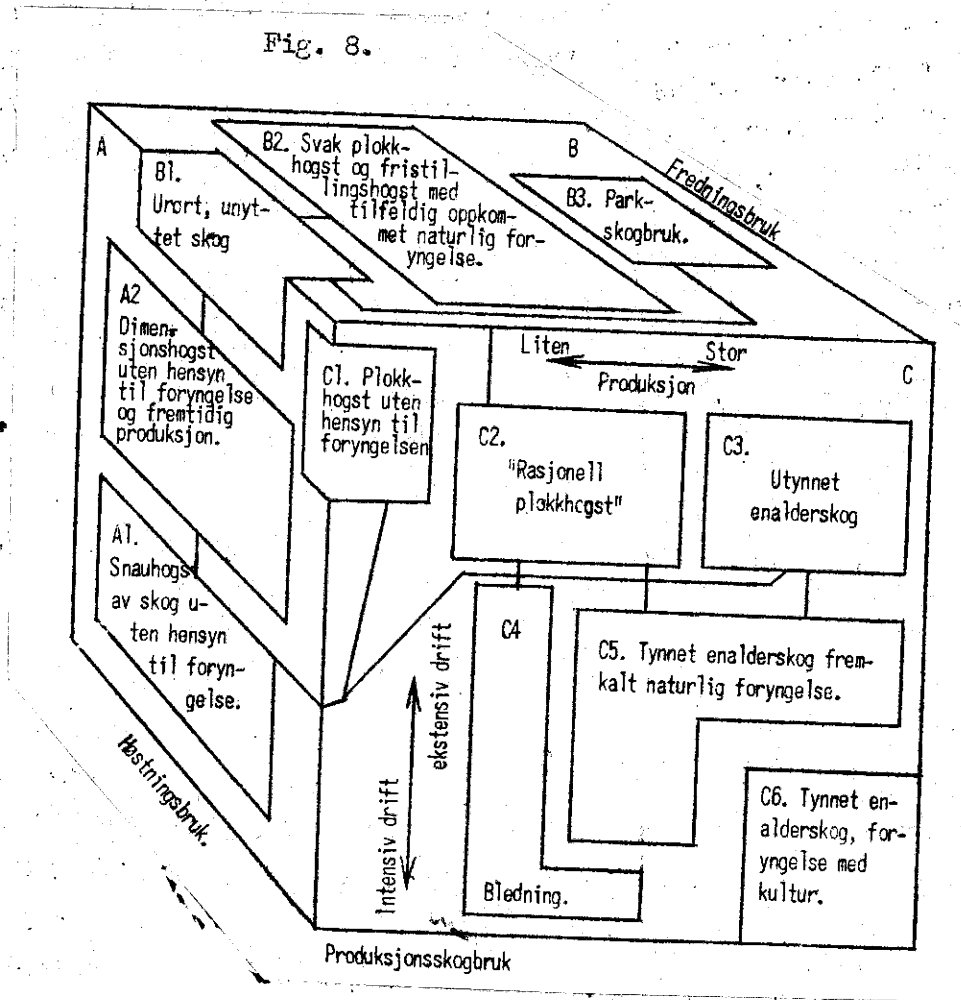 Fig. 8.
A
B
Fredningsbruk
B1.
Urørt, unyt-
tet skog
B2. Svak plokk-
hogst og fristil-
lingshogst med
tilfeldig oppkom-
met naturlig for-
yngelse.
B3. Park-
skogbruk.
A2
Dimen-
sjonshogst
uten hensyn
til foryngelse
og fremtidig
produksjon.
A1.
Snauhogs
av skog u-
ten hensyn
til foryn-
gelse.
Høstningsbruk.
Liten
Stor
Produksjon
C
C1. Plokk-
hogst uten
hensyn til
foryngelsen
C2.
"Rasjonell
plokkhogst"
C3.
Utynnet
enalderskog
C4
Bledning.
C5. Tynnet enalderskog frem-
kalt naturlig foryngelse.
C6. Tynnet en-
alderskog, for-
yngelse med
kultur.
ekstensiv drift
Intensiv drift
Produksjonsskogbruk